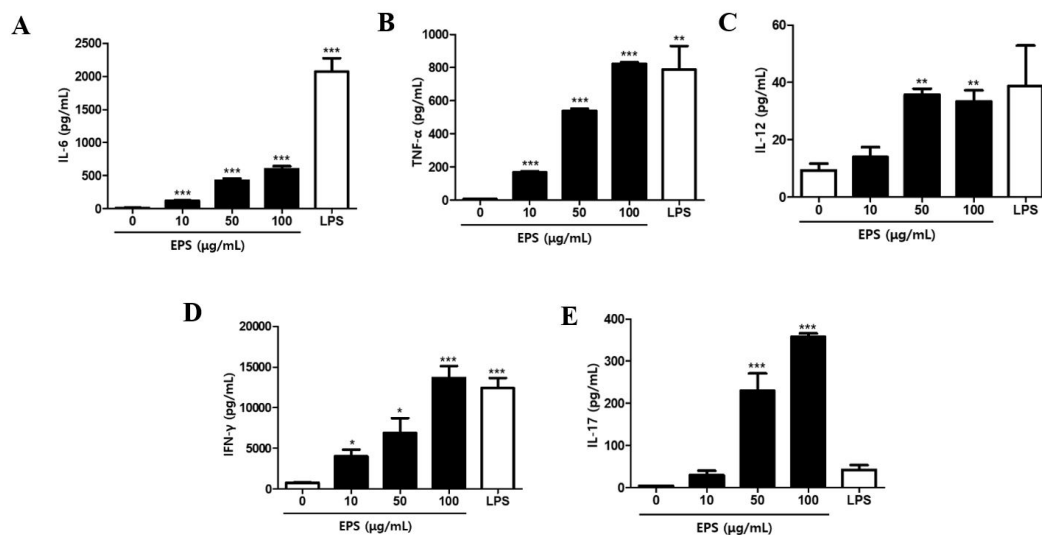 A
IL-6 (pg/mL)
2500
2000
1500
1000
500
0
***
***
***
***
0 10 50 100 LPS
EPS (μg/mL)
B
TNF-α (pg/mL)
1000
800
600
400
200
0
***
***
***
**
0 10 50 100 LPS
EPS (μg/mL)
C
IL-12 (pg/mL)
60
40
20
0
** **
0 10 50 100 LPS
EPS (μg/mL)
D
IFN-γ (pg/mL)
20000
15000
10000
5000
0
*
*
***
***
0 10 50 100 LPS
EPS (μg/mL)
E
IL-17 (pg/mL)
400
300
200
100
0
***
***
0 10 50 100 LPS
EPS (μg/mL)